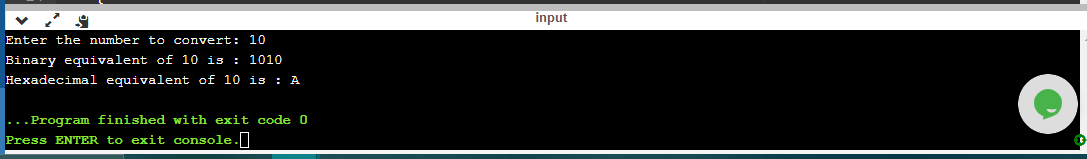 input
Enter the number to convert: 10
Binary equivalent of 10 is : 1010
Hexadecimal equivalent of 10 is : A
...Program finished with exit code 0
Press ENTER to exit console.